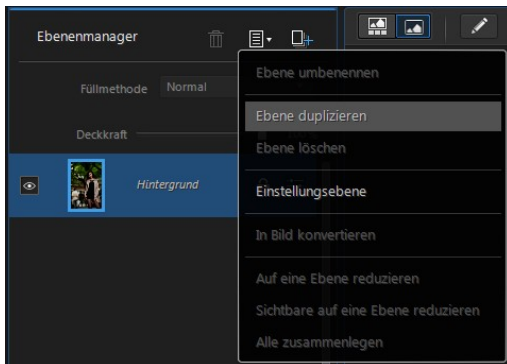 Ebenenmanager
Ebene umbenennen
Füllmethode Normal
Ebene duplizieren
Deckkraft
Ebene löschen
Hintergrund
Einstellungsebene
In Bild konvertieren
Auf eine Ebene reduzieren
Sichtbare auf eine Ebene reduzieren
Alle zusammenlegen